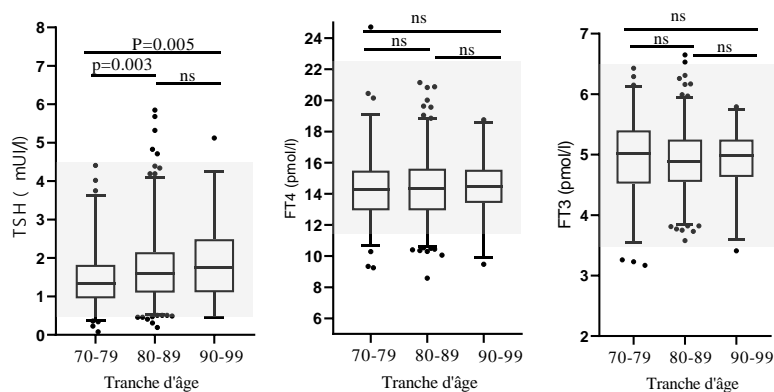 TSH ( mUI/l)
8
7
6
5
4
3
2
1
0
P=0.005
p=0.003
ns
70-79
80-89
90-99
Tranche d'âge
FT4 (pmol/l)
24
22
20
18
16
14
12
10
8
6
ns
ns
ns
70-79
80-89
90-99
Tranche d'âge
FT3 (pmol/l)
7
6
5
4
3
2
ns
ns
ns
70-79
80-89
90-99
Tranche d'âge